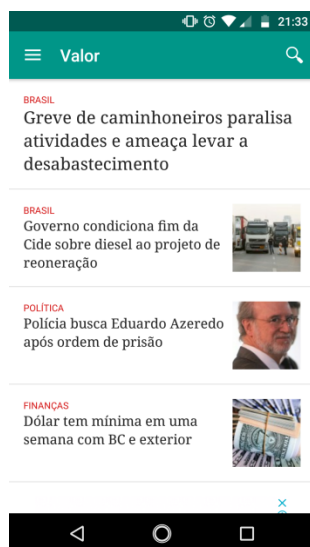 21:33
Valor
BRASIL
Greve de caminhoneiros paralisa
atividades e ameaça levar a
desabastecimento
BRASIL
Governo condiciona fim da
Cide sobre diesel ao projeto de
reoneração
POLÍTICA
Polícia busca Eduardo Azeredo
após ordem de prisão
FINANÇAS
Dólar tem mínima em uma
semana com BC e exterior